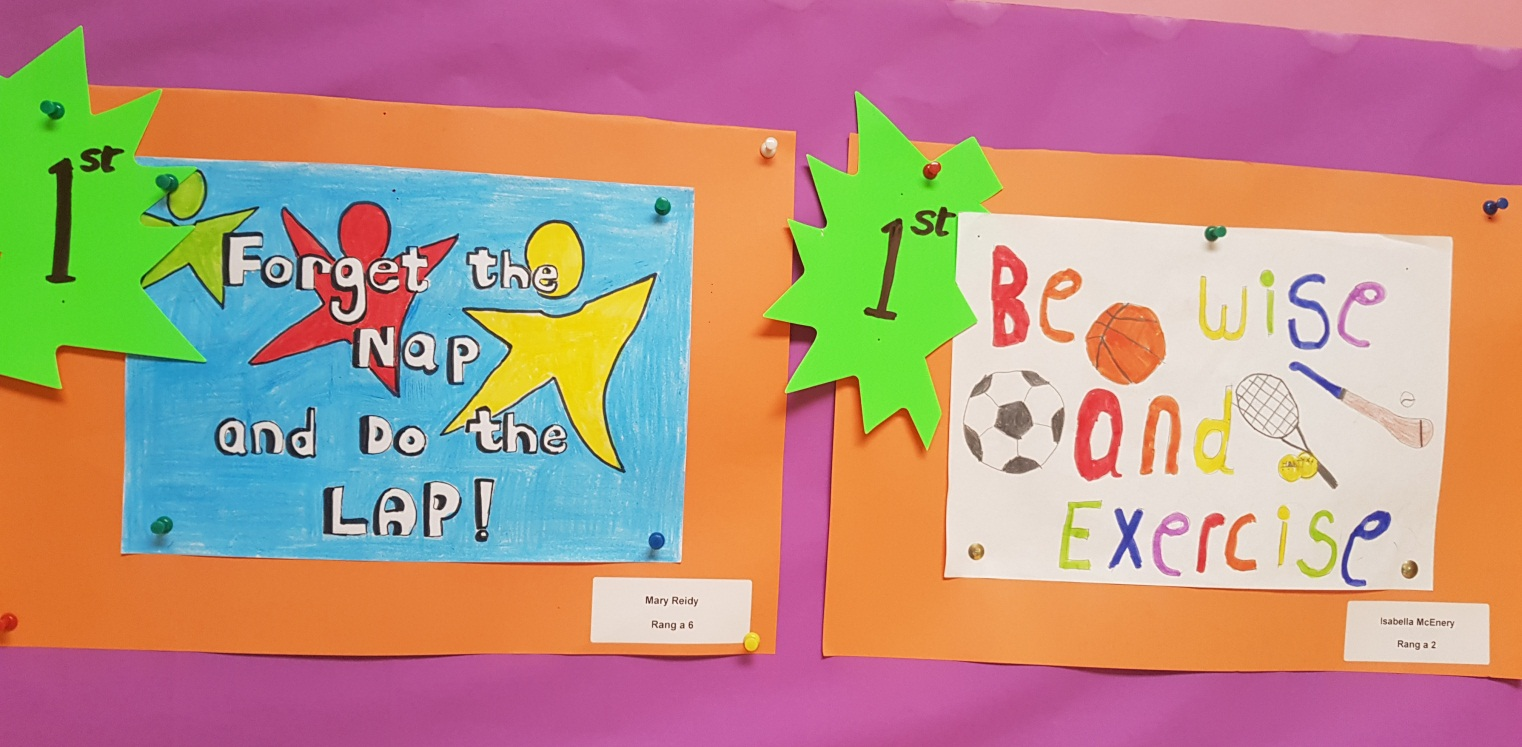 1st
Forget the
Nap
and Do the
LAP!
Mary Reidy
Rang a 6
1st
Be wise
and
Exercise
Isabella McEnery
Rang a 2